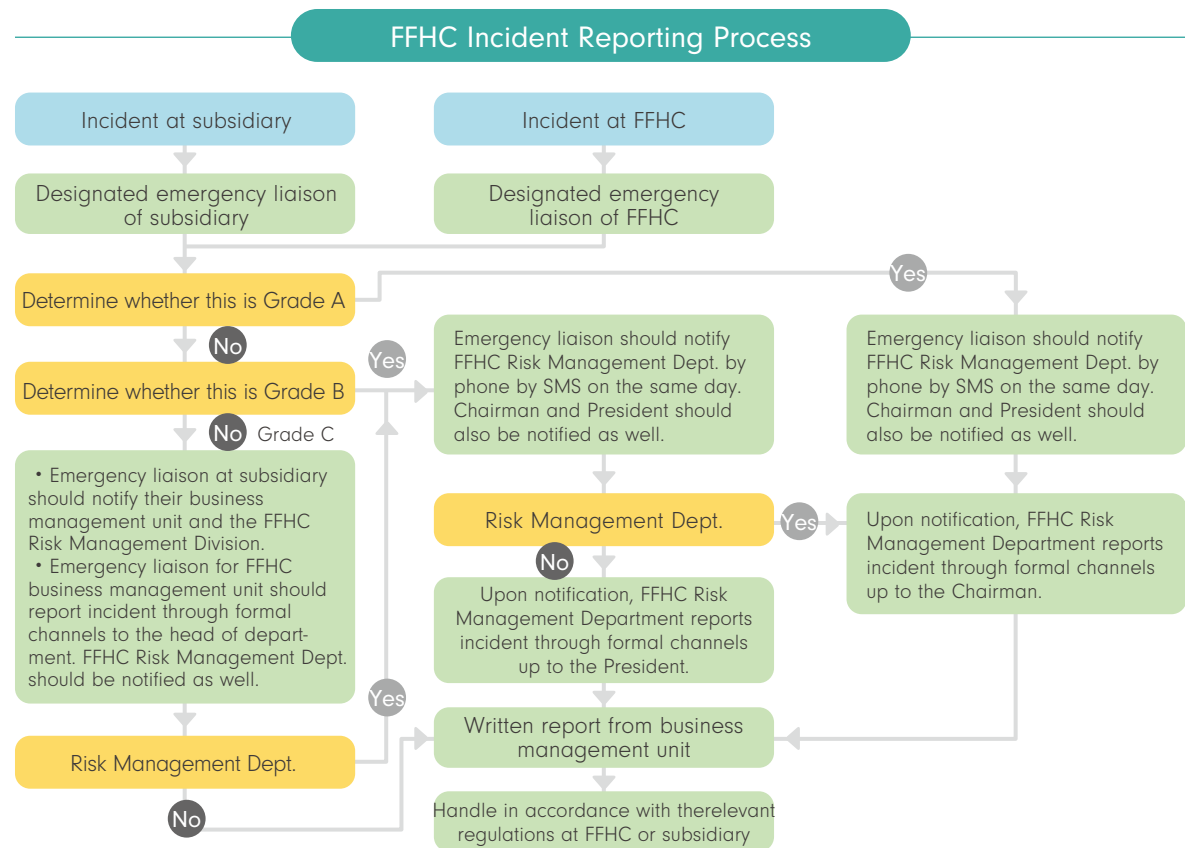 FFHC Incident Reporting Process
Incident at subsidiary
Incident at FFHC
Designated emergency liaison
of subsidiary
Designated emergency
liaison of FFHC
Determine whether this is Grade A
Yes
No
Determine whether this is Grade B
Yes
No
Grade C
Emergency liaison should notify
FFHC Risk Management Dept. by
phone by SMS on the same day.
Chairman and President should
also be notified as well.
Emergency liaison should notify
FFHC Risk Management Dept. by
phone by SMS on the same day.
Chairman and President should
also be notified as well.
• Emergency liaison at subsidiary
should notify their business
management unit and the FFHC
Risk Management Division.
• Emergency liaison for FFHC
business management unit should
report incident through formal
channels to the head of depart-
ment. FFHC Risk Management Dept.
should be notified as well.
Risk Management Dept.
Yes
No
Upon notification, FFHC Risk
Management Department reports
incident through formal channels
up to the Chairman.
Upon notification, FFHC Risk
Management Department reports
incident through formal channels
up to the President.
Yes
Risk Management Dept.
No
Written report from business
management unit
Handle in accordance with therelevant
regulations at FFHC or subsidiary